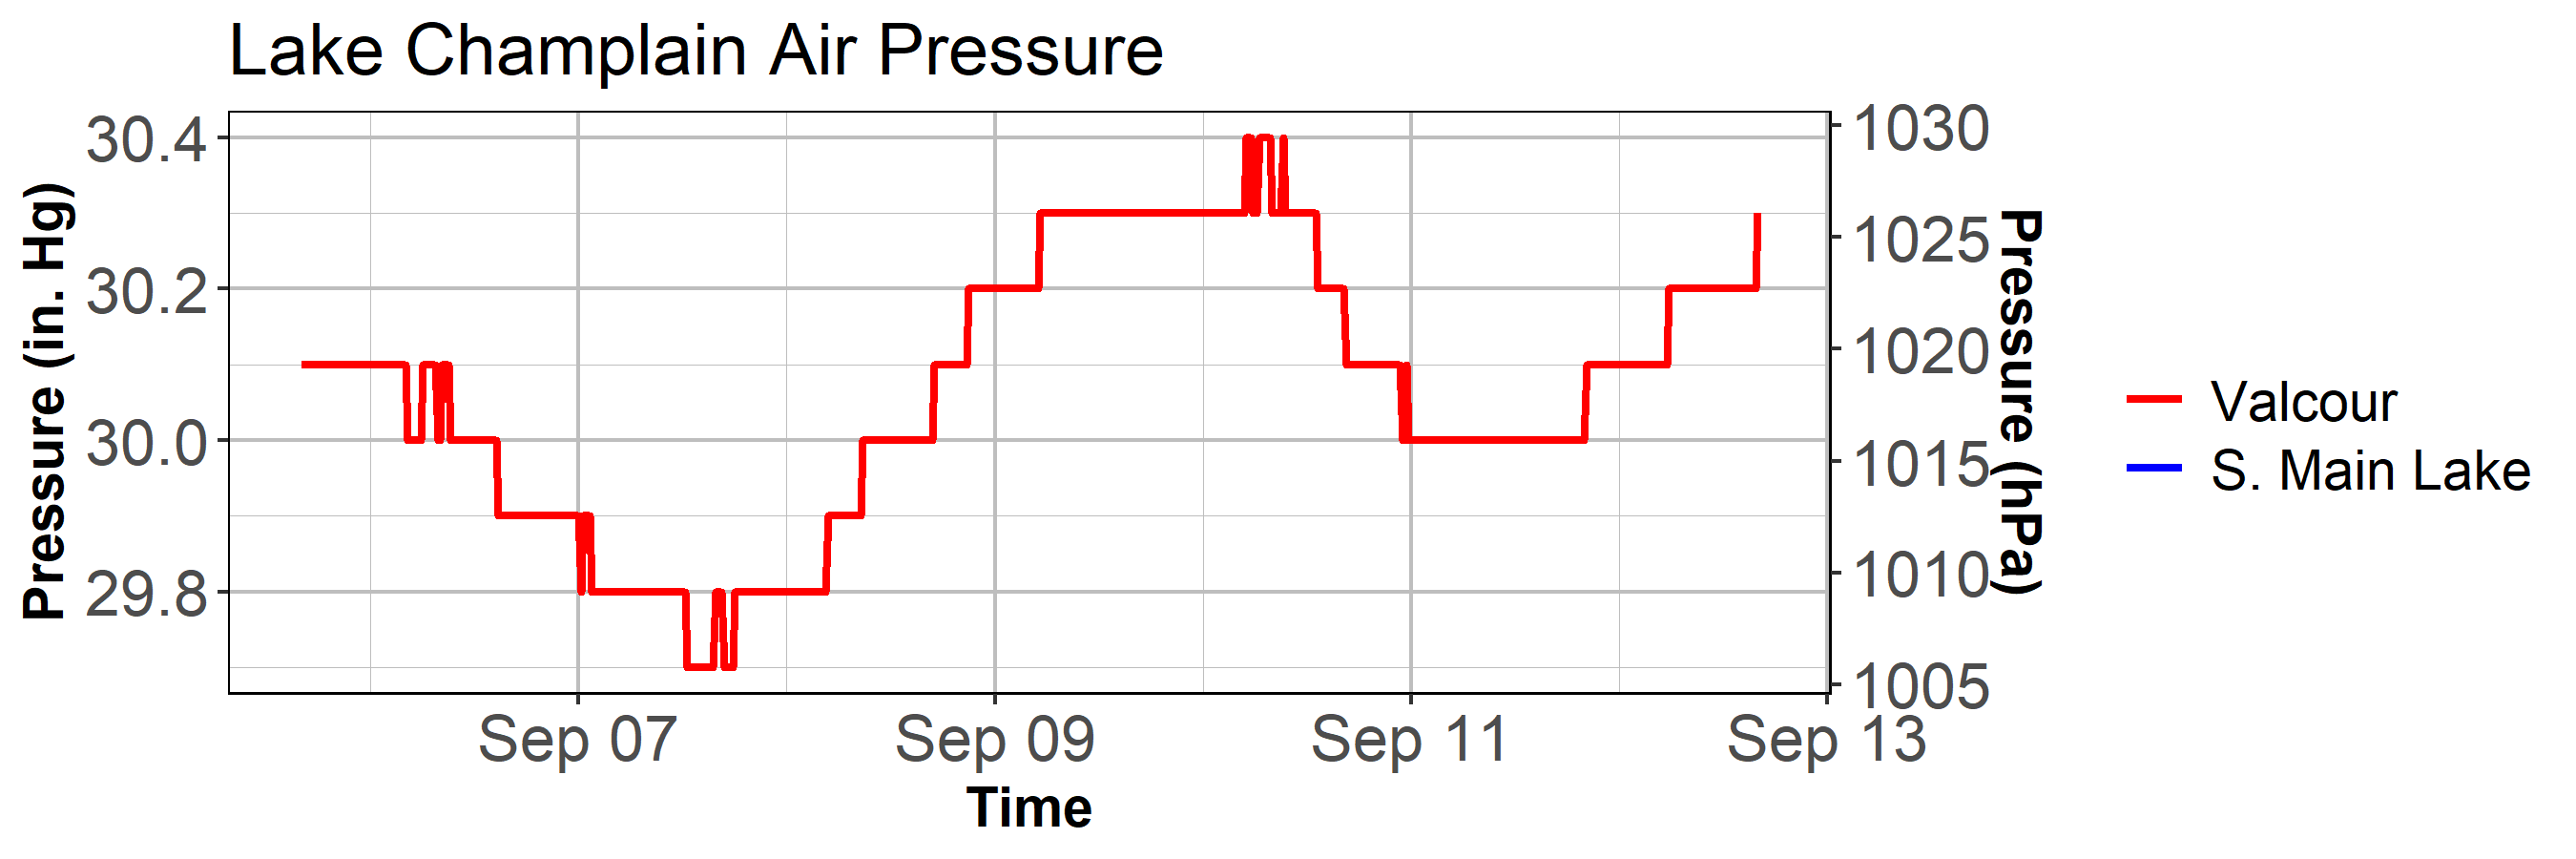 Lake Champlain Air Pressure
Pressure (in. Hg)
30.4
30.2
30.0
29.8
1030
1025
1020
1015
1010
1005
Pressure (hPa)
Sep 07
Sep 09
Sep 11
Sep 13
Time
Valcour
S. Main Lake